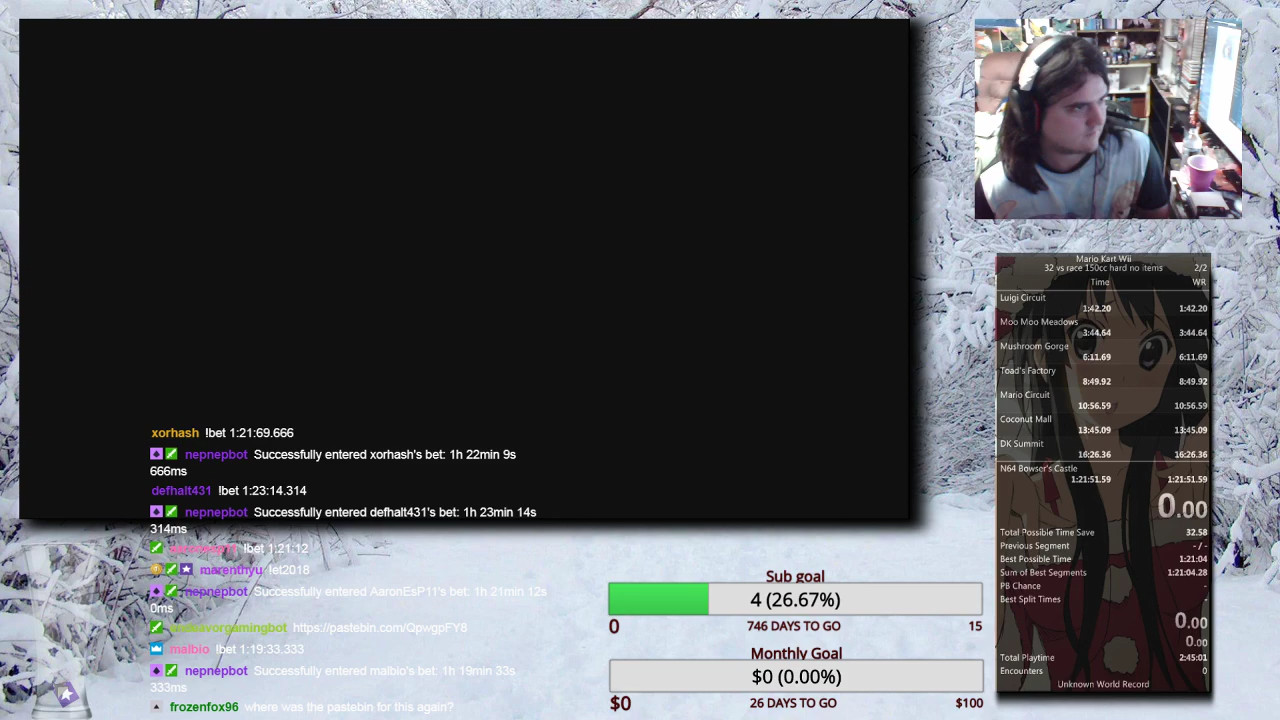 xorhash !bet 1:21:69.666
nepnepbot Successfully entered xorhash's bet: 1h 22min 9s
666ms
defhalt431 !bet 1:23:14.314
nepnepbot Successfully entered defhalt431's bet: 1h 23min 14s
314ms
!bet 1:21:12
marenthyu !et2018
nepnepbot Successfully entered AaronEsP11's bet: 1h 21min 12s
0ms
https://pastebin.com/QpwgpFY8
malbio !bet 1:19:33.333
nepnepbot Successfully entered malbio's bet: 1h 19min 33s
333ms
frozenfox96 where was the pastebin for this again?
Sub goal
4 (26.67%)
0 746 DAYS TO GO 15
Monthly Goal
$0 (0.00%)
$0 26 DAYS TO GO $100
Mario Kart Wii
32 vs race 150cc hard no items 2/2
Time WR
Luigi Circuit
1:42.20 1:42.20
Moo Moo Meadows
3:44.64 3:44.64
Mushroom Gorge
6:11.69 6:11.69
Toad's Factory
8:49.92 8:49.92
Mario Circuit
10:56.59 10:56.59
Coconut Mall
13:45.09 13:45.09
DK Summit
16:26.36 16:26.36
N64 Bowser's Castle
1:21:51.59 1:21:51.59
0.00
Total Possible Time Save 32.58
Previous Segment - / -
Best Possible Time 1:21:04
Sum of Best Segments 1:21:04.28
PB Chance -
Best Split Times -
0.00
0.00
Total Playtime 2:45:01
Encounters 0
Unknown World Record